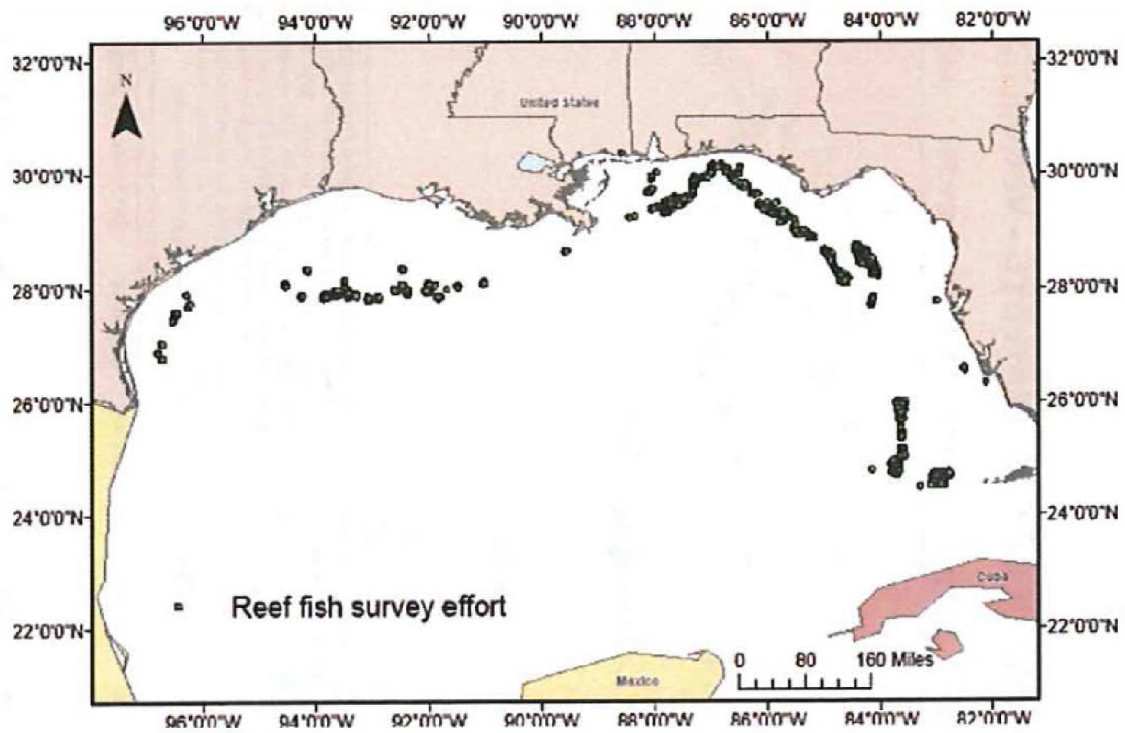 96°0'0"W 94°0'0"W 92°0'0"W 90°0'0"W 88°0'0"W 86°0'0"W 84°0'0"W 82°0'0"W
32°0'0"N 32°0'0"N
N
United States
30°0'0"N 30°0'0"N
28°0'0"N 28°0'0"N
26°0'0"N 26°0'0"N
24°0'0"N 24°0'0"N
Cuba
Reef fish survey effort
22°0'0"N 22°0'0"N
0 80 160 Miles
Mexico
96°0'0"W 94°0'0"W 92°0'0"W 90°0'0"W 88°0'0"W 86°0'0"W 84°0'0"W 82°0'0"W